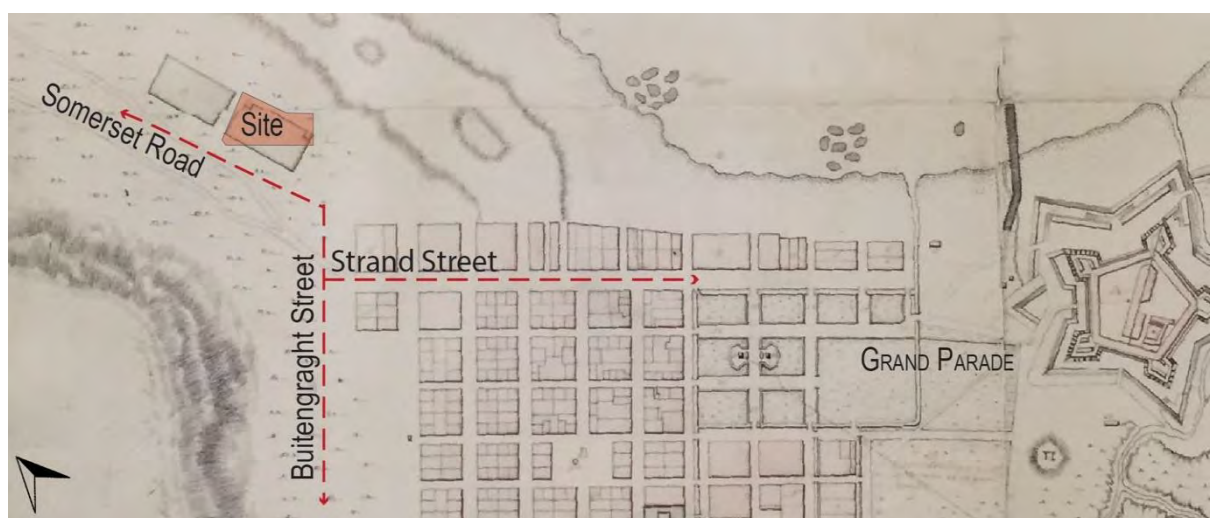 Somerset Road
Site
Strand Street
Buitengraght Street
GRAND PARADE